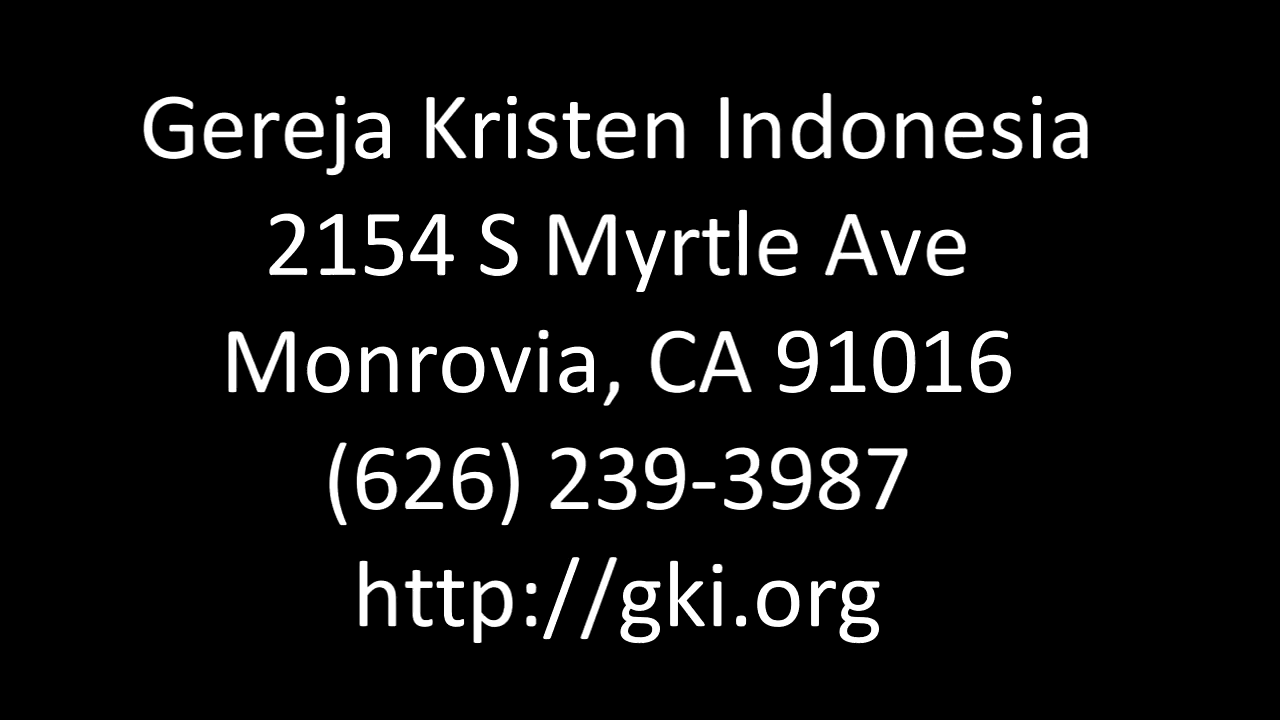 Gereja Kristen Indonesia
2154 S Myrtle Ave
Monrovia, CA 91016
(626) 239-3987
http://gki.org